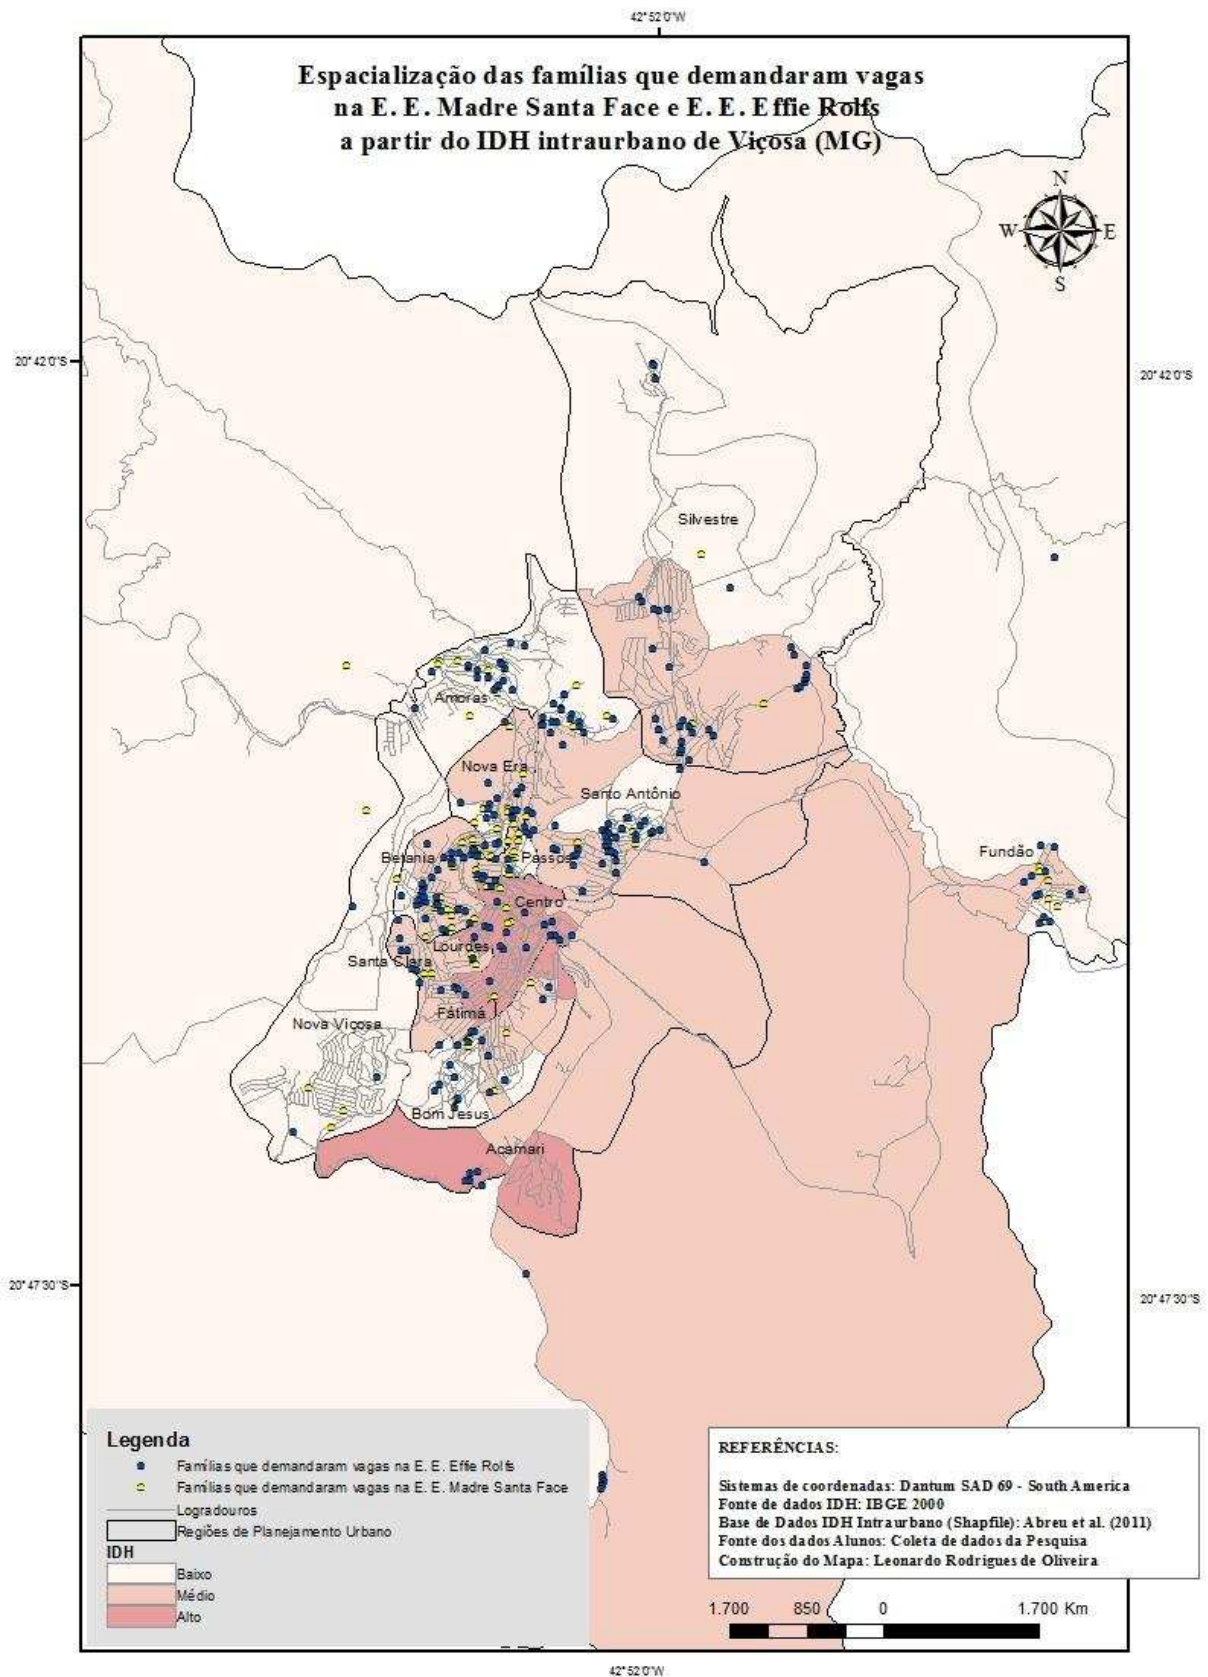 42°52'0"W
Espacialização das famílias que demandaram vagas
na E. E. Madre Santa Face e E. E. Effie Rolfs
a partir do IDH intraurbano de Viçosa (MG)
N
W E
S
20°42'0"S
20°42'0"S
Silvestre
Amoras
Nova Era
Santo Antônio
Betania
Passos
Fundão
Centro
Lourdes
Santa Clara
Fátima
Nova Viçosa
Bom Jesus
Acamari
20°47'30"S
20°47'30"S
Legenda
Famílias que demandaram vagas na E. E. Effie Rolfs
Famílias que demandaram vagas na E. E. Madre Santa Face
Logradouros
Regiões de Planejamento Urbano
IDH
Baixo
Médio
Alto
REFERÊNCIAS:
Sistemas de coordenadas: Dantum SAD 69 - South America
Fonte de dados IDH: IBGE 2000
Base de Dados IDH Intraurbano (Shapfile): Abreu et al. (2011)
Fonte dos dados Alunos: Coleta de dados da Pesquisa
Construção do Mapa: Leonardo Rodrigues de Oliveira
1.700 850 0 1.700 Km
42°52'0"W